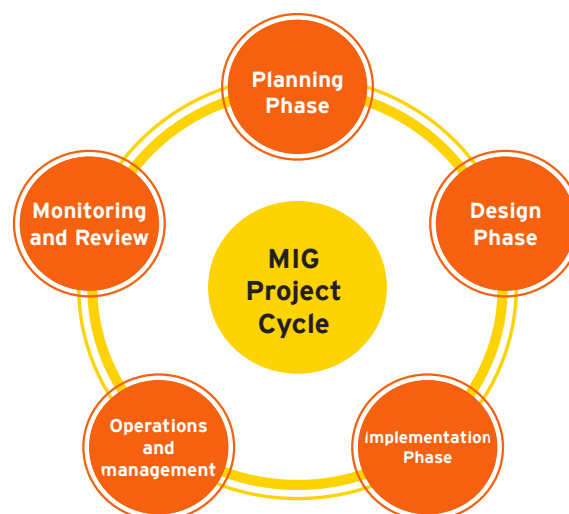 Planning
Phase
Monitoring
and Review
Design
Phase
MIG
Project
Cycle
Operations
and
management
Implementation
Phase